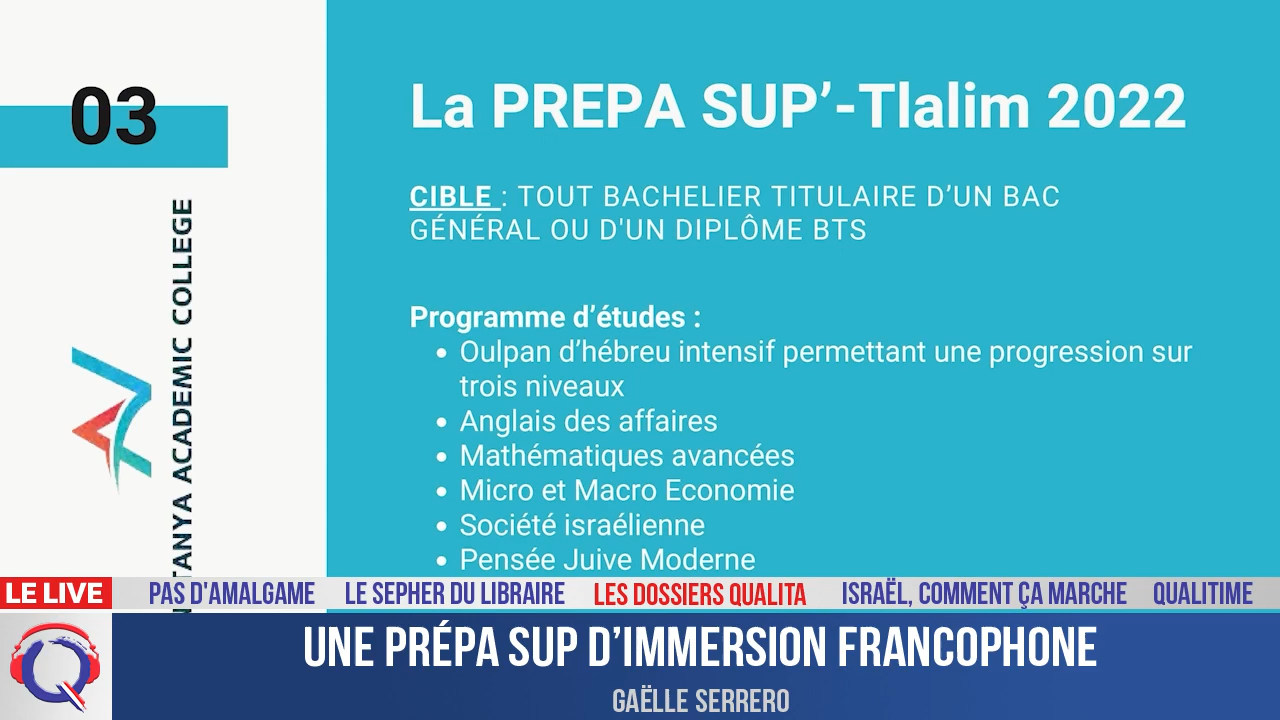 03
NETANYA ACADEMIC COLLEGE
La PREPA SUP’-Tlalim 2022
CIBLE : TOUT BACHELIER TITULAIRE D’UN BAC
GÉNÉRAL OU D'UN DIPLÔME BTS
Programme d’études :
• Oulpan d’hébreu intensif permettant une progression sur
trois niveaux
• Anglais des affaires
• Mathématiques avancées
• Micro et Macro Economie
• Société israélienne
• Pensée Juive Moderne
LE LIVE PAS D'AMALGAME LE SEPHER DU LIBRAIRE LES DOSSIERS QUALITA ISRAËL, COMMENT ÇA MARCHE QUALITIME
UNE PRÉPA SUP D’IMMERSION FRANCOPHONE
GAËLLE SERRERO